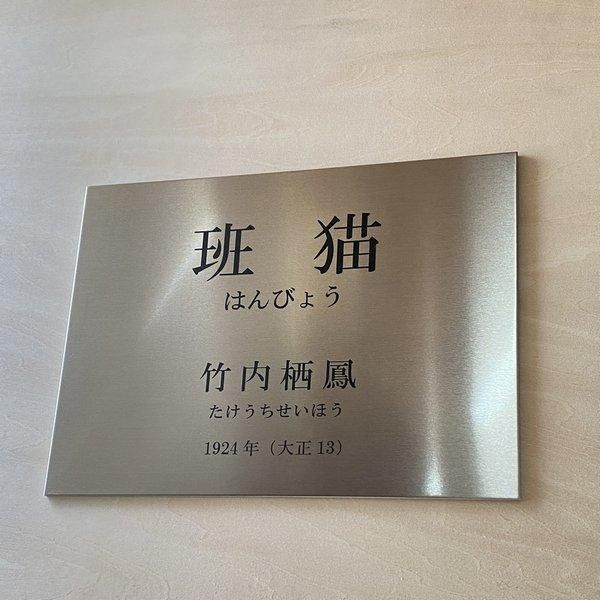 班 猫
はんびょう
竹内栖鳳
たけうちせいほう
1924年（大正13）